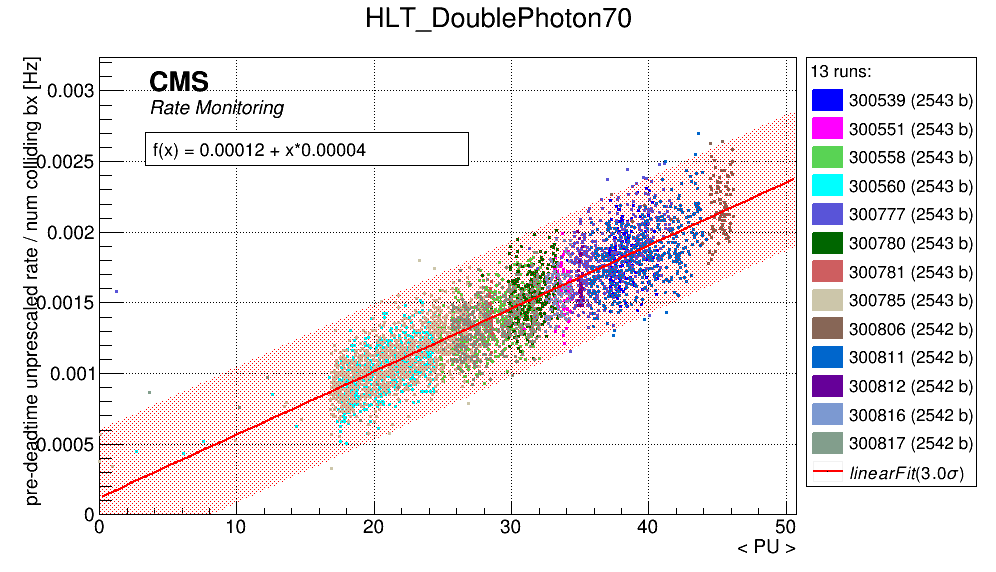 HLT_DoublePhoton70
pre-deadtime unprescaled rate / num colliding bx [Hz]
0.003
0.0025
0.002
0.0015
0.001
0.0005
0
CMS
Rate Monitoring
f(x) = 0.00012 + x*0.00004
0 10 20 30 40 50
< PU >
13 runs:
300539 (2543 b)
300551 (2543 b)
300558 (2543 b)
300560 (2543 b)
300777 (2543 b)
300780 (2543 b)
300781 (2543 b)
300785 (2543 b)
300806 (2542 b)
300811 (2542 b)
300812 (2542 b)
300816 (2542 b)
300817 (2542 b)
linearFit(3.0σ)